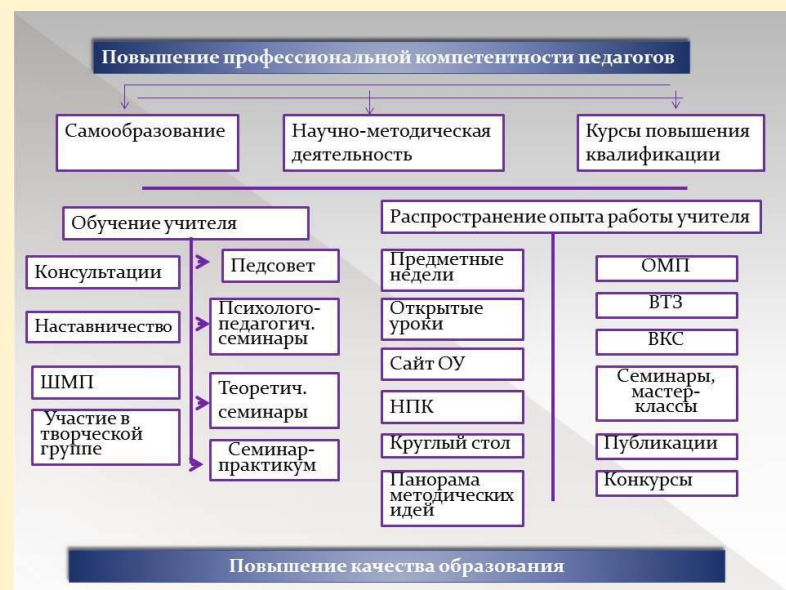 Повышение профессиональной компетентности педагогов
Самообразование
Научно-методическая
деятельность
Курсы повышения
квалификации
Обучение учителя
Консультации
Наставничество
ШМП
Участие в
творческой
группе
Педсовет
Психолого-
педагогич.
семинары
Теоретич.
семинары
Семинар-
практикум
Распространение опыта работы учителя
Предметные
недели
Открытые
уроки
Сайт ОУ
НПК
Круглый стол
Панорама
методических
идей
ОМП
ВТЗ
ВКС
Семинары,
мастер-
классы
Публикации
Конкурсы
Повышение качества образования